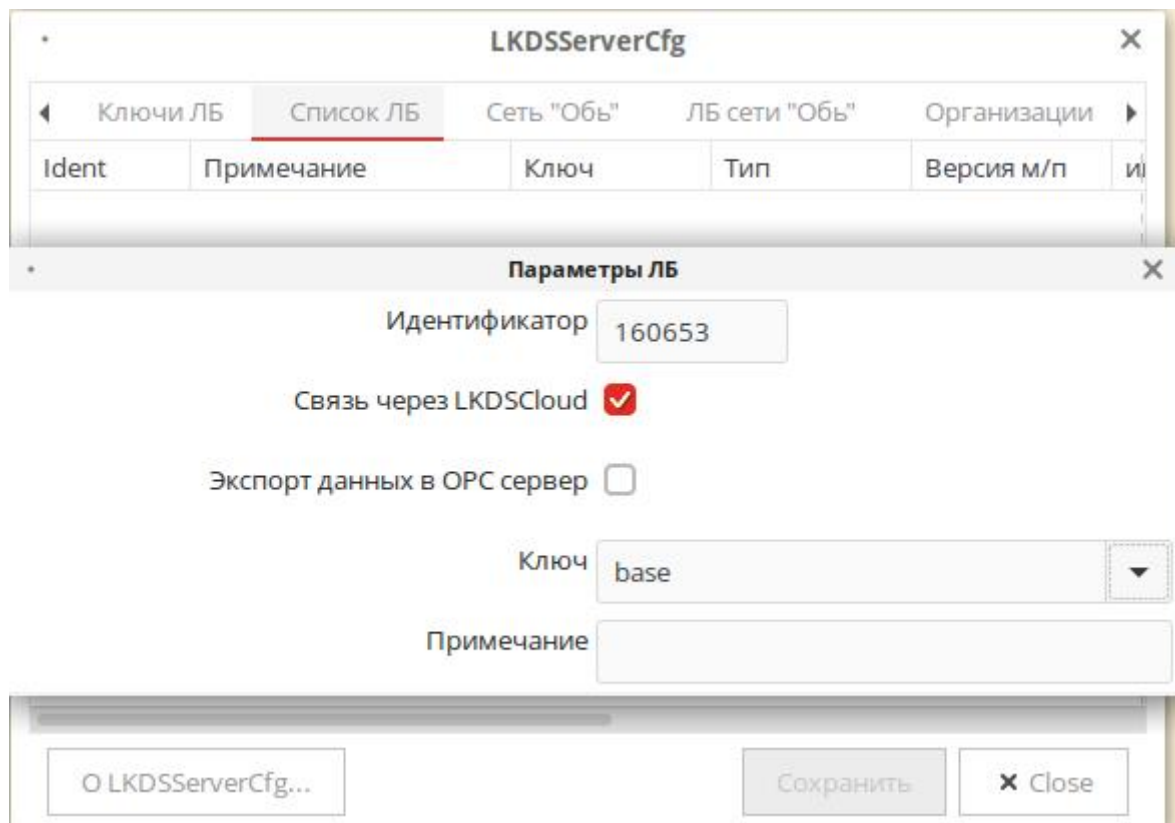 LKDSServerCfg
Ключи ЛБ Список ЛБ Сеть "Обь" ЛБ сети "Обь" Организации
Ident Примечание Ключ Тип Версия м/п
Параметры ЛБ
Идентификатор 160653
Связь через LKDSCloud
Экспорт данных в OPC сервер
Ключ base
Примечание
О LKDSServerCfg... Сохранить Close